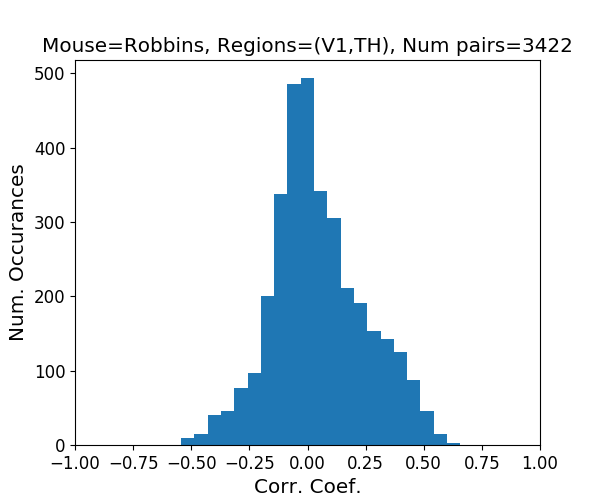 Mouse=Robbins, Regions=(V1,TH), Num pairs=3422
500
400
300
200
100
0
Num. Occurances
−1.00 −0.75 −0.50 −0.25 0.00 0.25 0.50 0.75 1.00
Corr. Coef.